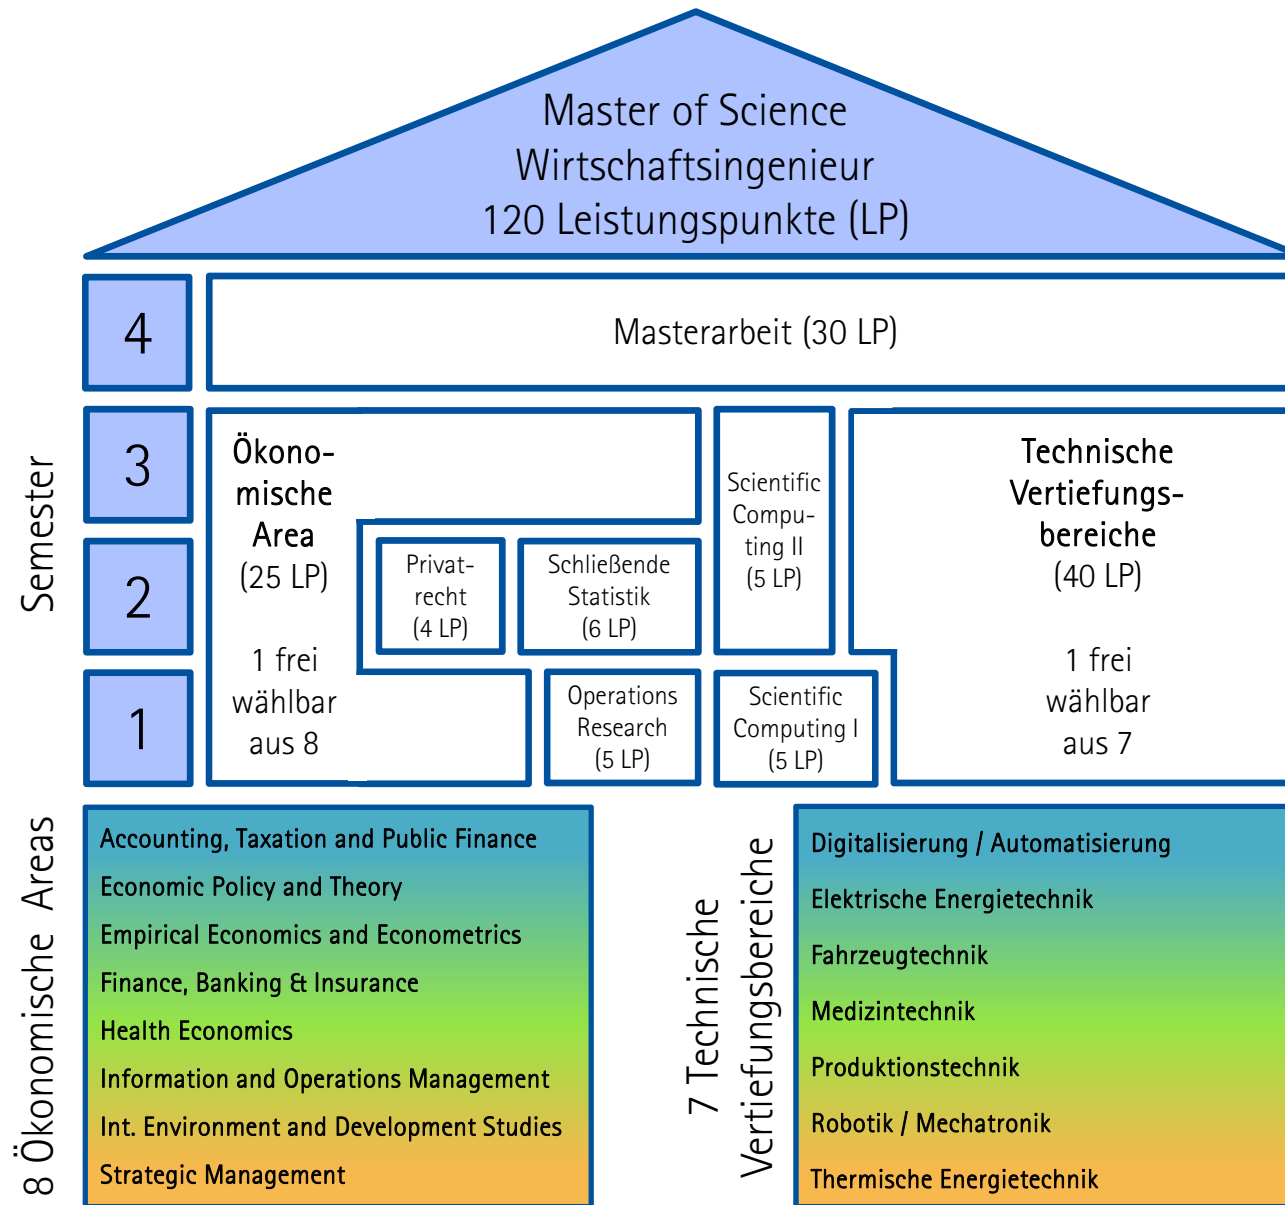 Master of Science
Wirtschaftsingenieur
120 Leistungspunkte (LP)
4
Masterarbeit (30 LP)
Semester
3
2
1
Ökono-
mische
Area
(25 LP)
1 frei
wählbar
aus 8
Privat-
recht
(4 LP)
Schließende
Statistik
(6 LP)
Operations
Research
(5 LP)
Scientific
Compu-
ting II
(5 LP)
Scientific
Computing I
(5 LP)
Technische
Vertiefungs-
bereiche
(40 LP)
1 frei
wählbar
aus 7
8 Ökonomische Areas
Accounting, Taxation and Public Finance
Economic Policy and Theory
Empirical Economics and Econometrics
Finance, Banking & Insurance
Health Economics
Information and Operations Management
Int. Environment and Development Studies
Strategic Management
7 Technische
Vertiefungsbereiche
Digitalisierung / Automatisierung
Elektrische Energietechnik
Fahrzeugtechnik
Medizintechnik
Produktionstechnik
Robotik / Mechatronik
Thermische Energietechnik